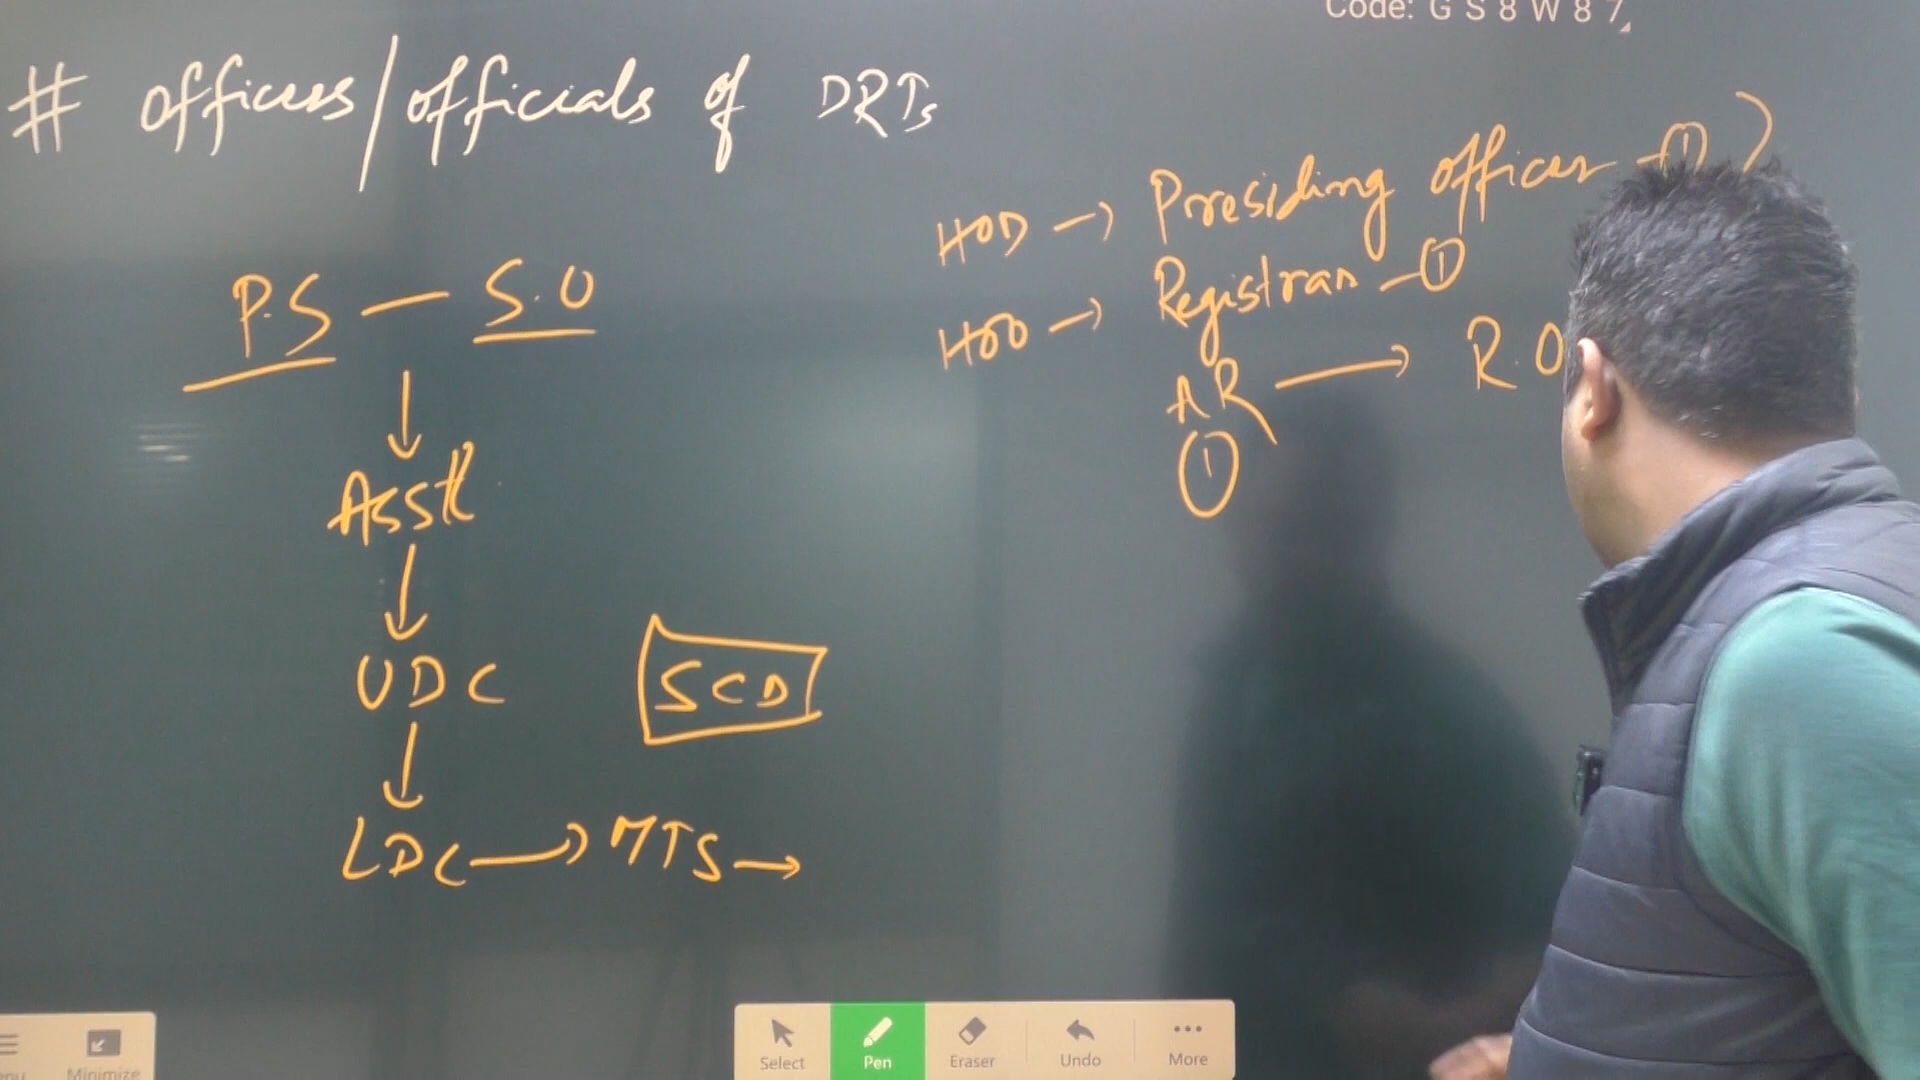 Code: G S 8 W 8 7
# officers/officials of DRTs
HOD → Presiding officer - ①
HOO → Registrar - ①
AR → R.O
①
P.S — S.O
↓
Asstt
↓
UDC
↓
SCD
LDC → MTS →
Minimize
Select
Pen
Eraser
Undo
More